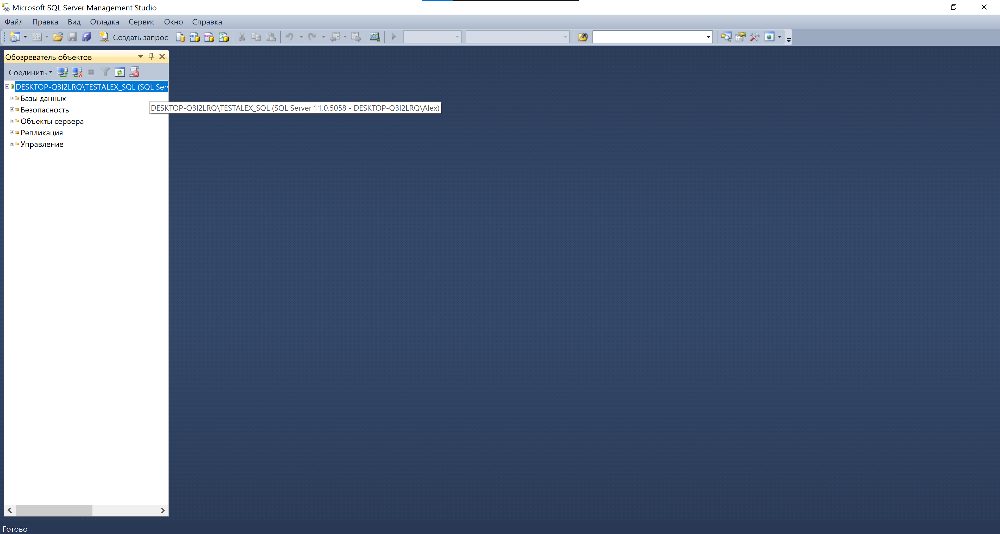 Microsoft SQL Server Management Studio
Файл Правка Вид Отладка Сервис Окно Справка
Создать запрос
Обозреватель объектов
Соединить
DESKTOP-Q3I2LRQ\TESTALEX_SQL (SQL Serv
Базы данных
DESKTOP-Q3I2LRQ\TESTALEX_SQL (SQL Server 11.0.5058 - DESKTOP-Q3I2LRQ\Alex)
Безопасность
Объекты сервера
Репликация
Управление
Готово